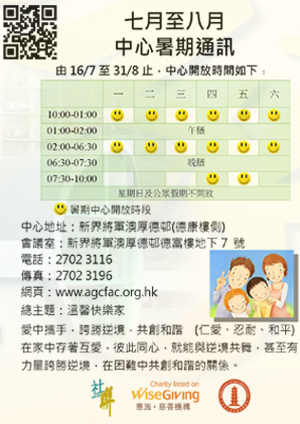 七月至八月
中心暑期通訊
由 16/7 至 31/8 止，中心開放時間如下：
一 二 三 四 五 六
10:00-01:00
01:00-02:00 午膳
02:00-06:30
06:30-07:30 晚膳
07:30-10:00
星期日及公眾假期不開放
暑期中心開放時段
中心地址：新界將軍澳厚德邨(德康樓側)
會議室：新界將軍澳厚德邨德富樓地下 7 號
電話：2702 3116
傳真：2702 3196
網頁：www.agcfac.org.hk
總主題：溫馨快樂家
愛中攜手，誇勝逆境，共創和諧 (仁愛、忍耐、和平)
在家中存著互愛，彼此同心，就能與逆境共舞，甚至有
力量誇勝逆境，在困難中共創和諧的關係。
社聯
Charity listed on
WiseGiving
惠施·慈善機構